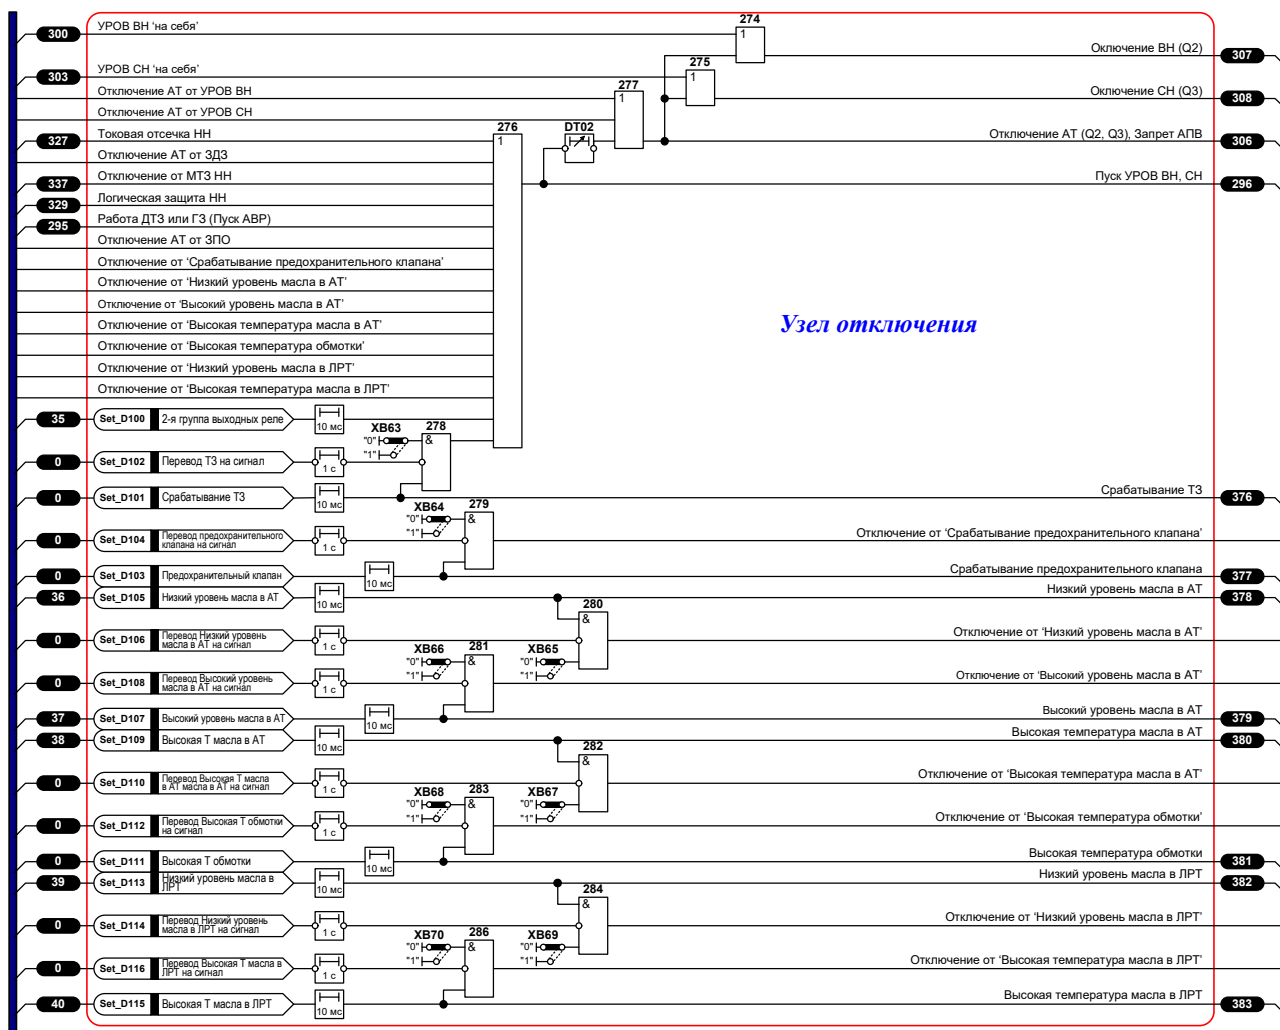 274
300
УРОВ ВН ‘на себя’
1
Оключение ВН (Q2)
307
275
303
УРОВ СН ‘на себя’
1
277
Отключение АТ от УРОВ ВН
1
Оключение СН (Q3)
308
Отключение АТ от УРОВ СН
276
DT02
327
Токовая отсечка НН
1
Отключение АТ (Q2, Q3), Запрет АПВ
306
Отключение АТ от ЗДЗ
337
Отключение от МТЗ НН
Пуск УРОВ ВН, СН
296
329
Логическая защита НН
295
Работа ДТЗ или ГЗ (Пуск АВР)
Отключение АТ от ЗПО
Отключение от ‘Срабатывание предохранительного клапана’
Отключение от ‘Низкий уровень масла в АТ’
Отключение от ‘Высокий уровень масла в АТ’
Узел отключения
Отключение от ‘Высокая температура масла в АТ’
Отключение от ‘Высокая температура обмотки’
Отключение от ‘Низкий уровень масла в ЛРТ’
Отключение от ‘Высокая температура масла в ЛРТ’
35
Set_D100
2-я группа выходных реле
10 мс
XB63
278
"0"
&
"1"
0
Set_D102
Перевод ТЗ на сигнал
1 с
0
Set_D101
Срабатывание ТЗ
10 мс
Срабатывание ТЗ
376
XB64
279
"0"
&
"1"
0
Set_D104
Перевод предохранительного
клапана на сигнал
1 с
Отключение от ‘Срабатывание предохранительного клапана’
0
Set_D103
Предохранительный клапан
10 мс
Срабатывание предохранительного клапана
377
36
Set_D105
Низкий уровень масла в АТ
10 мс
Низкий уровень масла в АТ
378
280
&
0
Set_D106
Перевод Низкий уровень
масла в АТ на сигнал
1 с
Отключение от ‘Низкий уровень масла в АТ’
XB66
281
XB65
"0"
&
"0"
"1"
"1"
0
Set_D108
Перевод Высокий уровень
масла в АТ на сигнал
1 с
Отключение от ‘Высокий уровень масла в АТ’
37
Set_D107
Высокий уровень масла в АТ
10 мс
Высокий уровень масла в АТ
379
38
Set_D109
Высокая Т масла в АТ
10 мс
Высокая температура масла в АТ
380
282
&
0
Set_D110
Перевод Высокая Т масла
в АТ масла в АТ на сигнал
1 с
Отключение от ‘Высокая температура масла в АТ’
XB68
283
XB67
"0"
&
"0"
"1"
"1"
0
Set_D112
Перевод Высокая Т обмотки
на сигнал
1 с
Отключение от ‘Высокая температура обмотки’
0
Set_D111
Высокая Т обмотки
10 мс
Высокая температура обмотки
381
39
Set_D113
Низкий уровень масла в
ЛРТ
10 мс
Низкий уровень масла в ЛРТ
382
284
&
0
Set_D114
Перевод Низкий уровень
масла в ЛРТ на сигнал
1 с
Отключение от ‘Низкий уровень масла в ЛРТ’
XB70
286
XB69
"0"
&
"0"
"1"
"1"
0
Set_D116
Перевод Высокая Т масла в
ЛРТ на сигнал
1 с
Отключение от ‘Высокая температура масла в ЛРТ’
40
Set_D115
Высокая Т масла в ЛРТ
10 мс
Высокая температура масла в ЛРТ
383